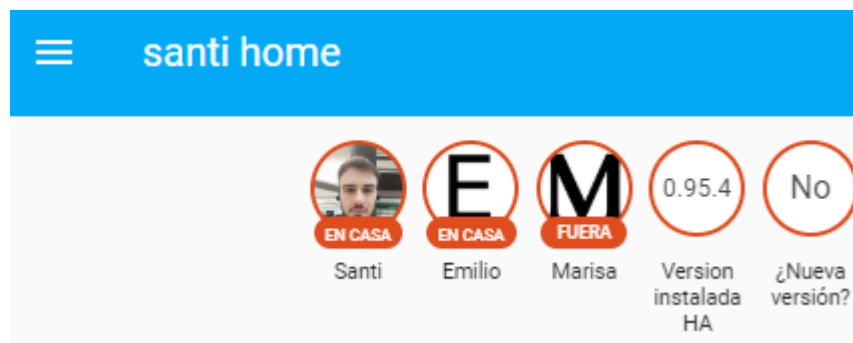 santi home
E
M
0.95.4
No
EN CASA
EN CASA
FUERA
Santi
Emilio
Marisa
Version
instalada
HA
¿Nueva
versión?